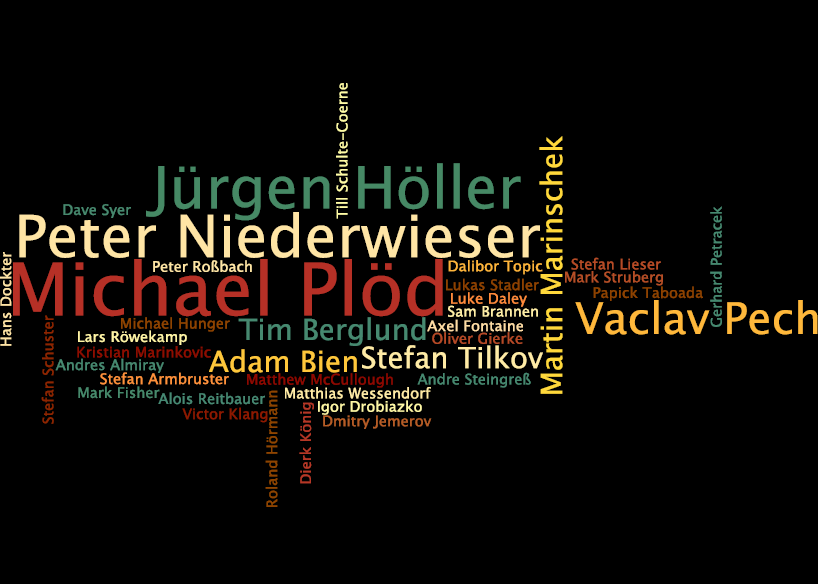 Till Schulte-Coerne
Jürgen Höller
Dave Syer
Martin Marinschek
Peter Niederwieser
Gerhard Petracek
Hans Dockter
Peter Roßbach
Dalibor Topic
Stefan Lieser
Michael Plöd
Mark Struberg
Lukas Stadler
Papick Taboada
Luke Daley
Sam Brannen
Vaclav Pech
Michael Hunger
Tim Berglund
Axel Fontaine
Lars Röwekamp
Oliver Gierke
Stefan Schuster
Kristian Marinkovic
Adam Bien
Stefan Tilkov
Andres Almiray
Stefan Armbruster
Matthew McCullough
Andre Steingreß
Mark Fisher
Alois Reitbauer
Matthias Wessendorf
Igor Drobiazko
Victor Klang
Dmitry Jemerov
Roland Hörmann
Dierk König